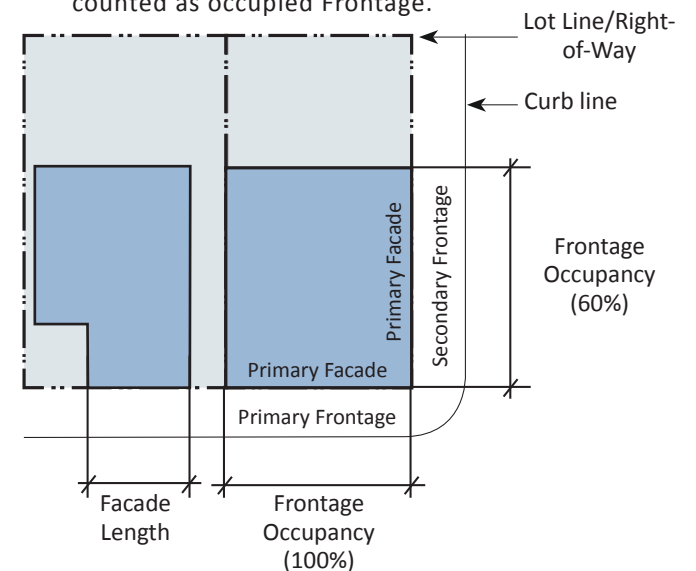 counted as occupied Frontage.
Lot Line/Right-
of-Way
Curb line
Primary Facade
Secondary Frontage
Frontage
Occupancy
(60%)
Primary Facade
Primary Frontage
Facade
Length
Frontage
Occupancy
(100%)